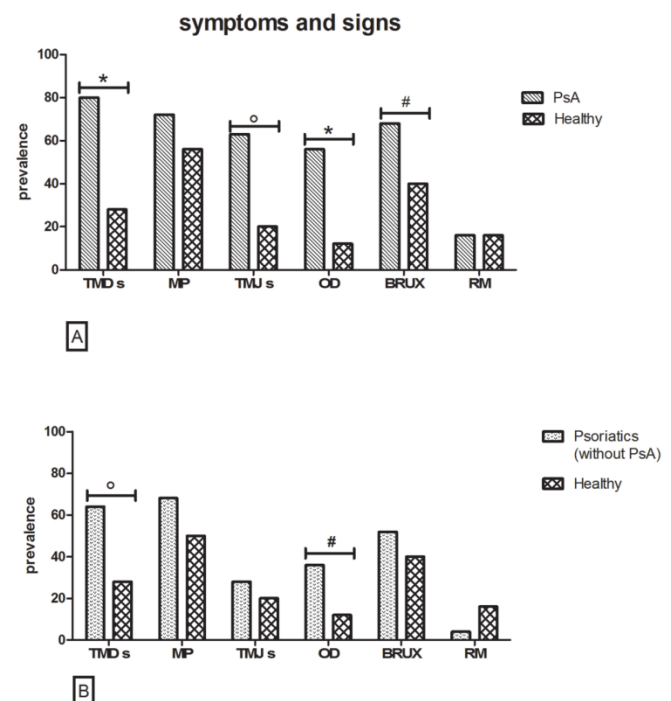 symptoms and signs
100
80
60
40
20
0
prevalence
*
°
*
#
PsA
Healthy
TMD s MP TMJ s OD BRUX RM
A
100
80
60
40
20
0
prevalence
°
#
Psoriatics
(without PsA)
Healthy
TMD s MP TMJ s OD BRUX RM
B